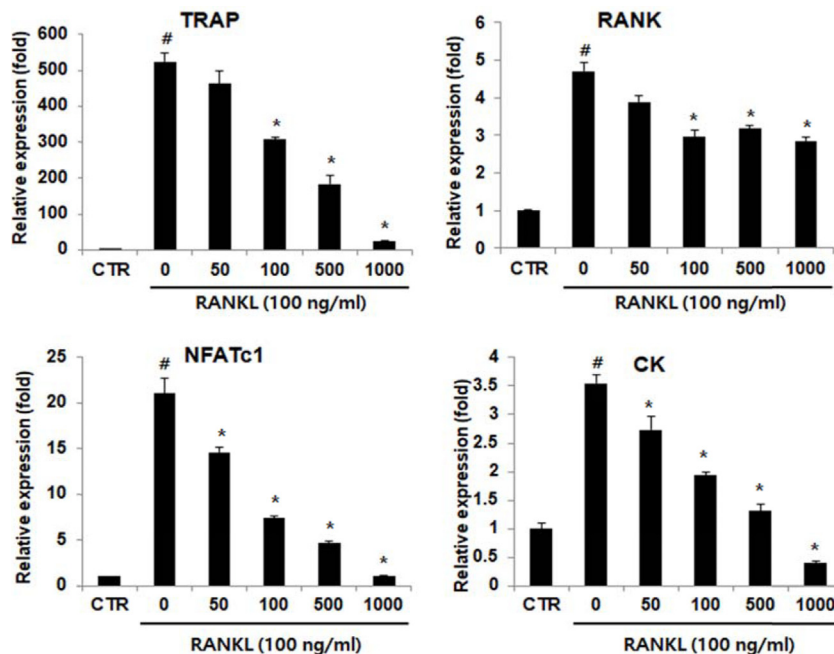 TRAP
Relative expression (fold)
600
500
400
300
200
100
0
#
*
*
*
CTR 0 50 100 500 1000
RANKL (100 ng/ml)
RANK
Relative expression (fold)
6
5
4
3
2
1
0
#
*
*
*
CTR 0 50 100 500 1000
RANKL (100 ng/ml)
NFATc1
Relative expression (fold)
25
20
15
10
5
0
#
*
*
*
*
CTR 0 50 100 500 1000
RANKL (100 ng/ml)
CK
Relative expression (fold)
4
3.5
3
2.5
2
1.5
1
0.5
0
#
*
*
*
*
CTR 0 50 100 500 1000
RANKL (100 ng/ml)